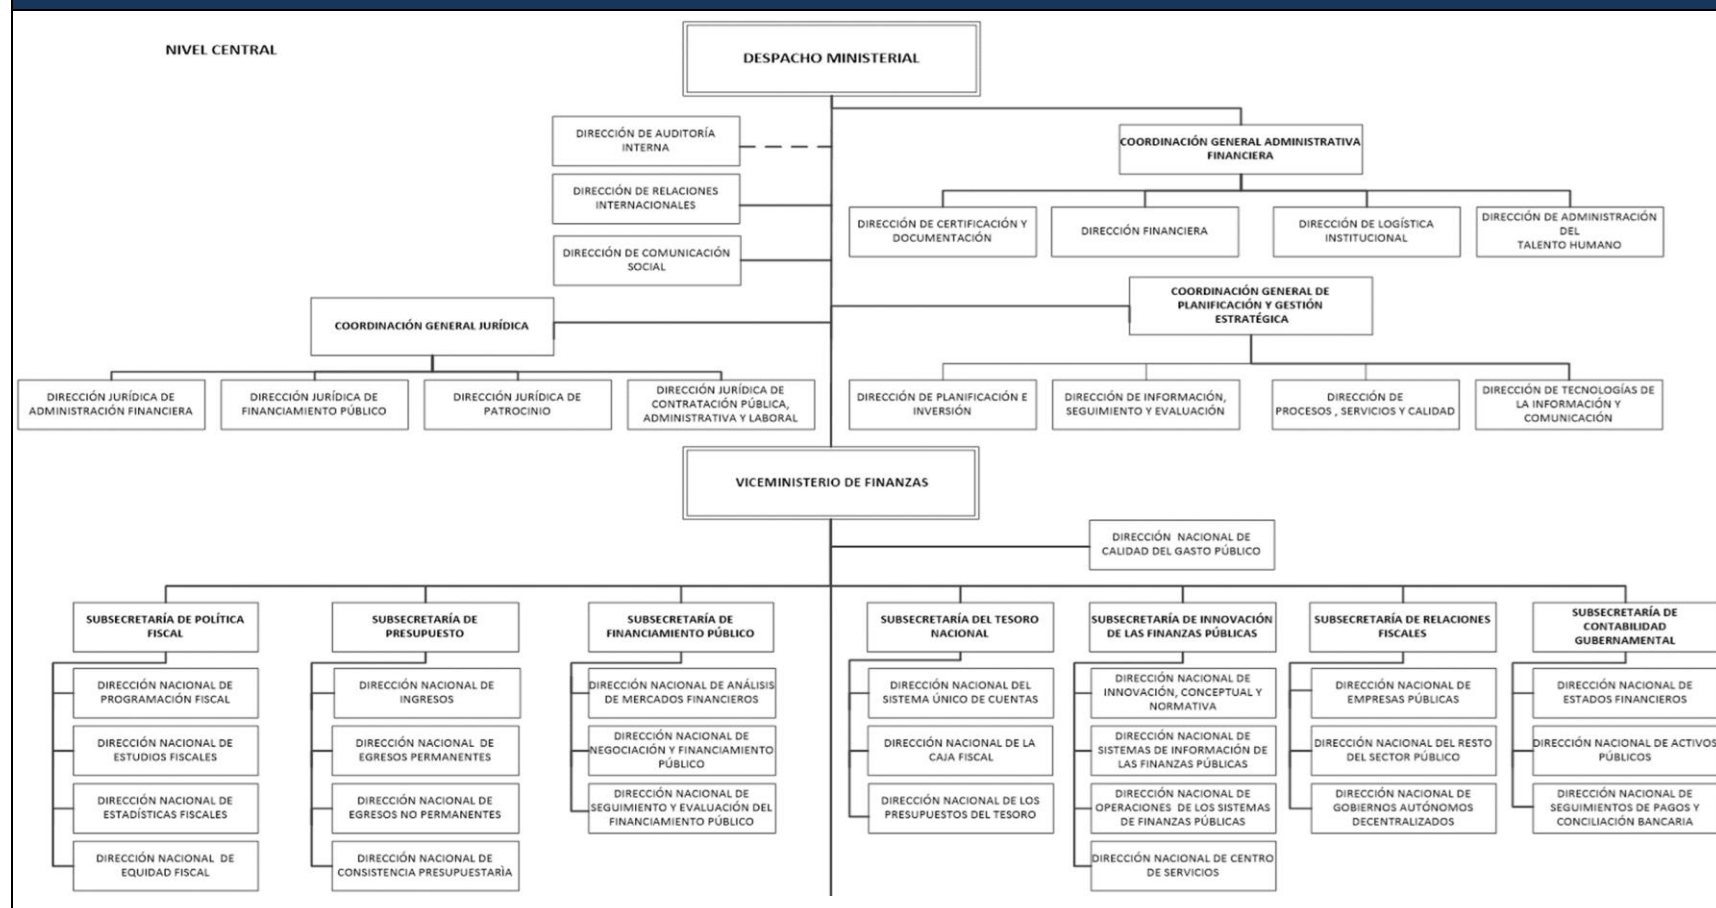 NIVEL CENTRAL
DESPACHO MINISTERIAL
DIRECCIÓN DE AUDITORÍA
INTERNA
DIRECCIÓN DE RELACIONES
INTERNACIONALES
DIRECCIÓN DE COMUNICACIÓN
SOCIAL
COORDINACIÓN GENERAL ADMINISTRATIVA
FINANCIERA
DIRECCIÓN DE CERTIFICACIÓN Y
DOCUMENTACIÓN
DIRECCIÓN FINANCIERA
DIRECCIÓN DE LOGÍSTICA
INSTITUCIONAL
DIRECCIÓN DE ADMINISTRACIÓN
DEL
TALENTO HUMANO
COORDINACIÓN GENERAL JURÍDICA
DIRECCIÓN JURÍDICA DE
ADMINISTRACIÓN FINANCIERA
DIRECCIÓN JURÍDICA DE
FINANCIAMIENTO PÚBLICO
DIRECCIÓN JURÍDICA DE
PATROCINIO
DIRECCIÓN JURÍDICA DE
CONTRATACIÓN PÚBLICA,
ADMINISTRATIVA Y LABORAL
COORDINACIÓN GENERAL DE
PLANIFICACIÓN Y GESTIÓN
ESTRATÉGICA
DIRECCIÓN DE PLANIFICACIÓN E
INVERSIÓN
DIRECCIÓN DE INFORMACIÓN,
SEGUIMIENTO Y EVALUACIÓN
DIRECCIÓN DE
PROCESOS , SERVICIOS Y CALIDAD
DIRECCIÓN DE TECNOLOGÍAS DE
LA INFORMACIÓN Y
COMUNICACIÓN
VICEMINISTERIO DE FINANZAS
DIRECCIÓN NACIONAL DE
CALIDAD DEL GASTO PÚBLICO
SUBSECRETARÍA DE POLÍTICA
FISCAL
DIRECCIÓN NACIONAL DE
PROGRAMACIÓN FISCAL
DIRECCIÓN NACIONAL DE
ESTUDIOS FISCALES
DIRECCIÓN NACIONAL DE
ESTADÍSTICAS FISCALES
DIRECCIÓN NACIONAL DE
EQUIDAD FISCAL
SUBSECRETARÍA DE
PRESUPUESTO
DIRECCIÓN NACIONAL DE
INGRESOS
DIRECCIÓN NACIONAL DE
EGRESOS PERMANENTES
DIRECCIÓN NACIONAL DE
EGRESOS NO PERMANENTES
DIRECCIÓN NACIONAL DE
CONSISTENCIA PRESUPUESTARÌA
SUBSECRETARÍA DE
FINANCIAMIENTO PÚBLICO
DIRECCIÓN NACIONAL DE ANÁLISIS
DE MERCADOS FINANCIEROS
DIRECCIÓN NACIONAL DE
NEGOCIACIÓN Y FINANCIAMIENTO
PÚBLICO
DIRECCIÓN NACIONAL DE
SEGUIMIENTO Y EVALUACIÓN DEL
FINANCIAMIENTO PÚBLICO
SUBSECRETARÍA DEL TESORO
NACIONAL
DIRECCIÓN NACIONAL DEL
SISTEMA ÚNICO DE CUENTAS
DIRECCIÓN NACIONAL DE LA
CAJA FISCAL
DIRECCIÓN NACIONAL DE LOS
PRESUPUESTOS DEL TESORO
SUBSECRETARÍA DE INNOVACIÓN
DE LAS FINANZAS PÚBLICAS
DIRECCIÓN NACIONAL DE
INNOVACIÓN, CONCEPTUAL Y
NORMATIVA
DIRECCIÓN NACIONAL DE
SISTEMAS DE INFORMACIÓN DE
LAS FINANZAS PÚBLICAS
DIRECCIÓN NACIONAL DE
OPERACIONES DE LOS SISTEMAS
DE FINANZAS PÚBLICAS
DIRECCIÓN NACIONAL DE CENTRO
DE SERVICIOS
SUBSECRETARÍA DE RELACIONES
FISCALES
DIRECCIÓN NACIONAL DE
EMPRESAS PÚBLICAS
DIRECCIÓN NACIONAL DEL RESTO
DEL SECTOR PÚBLICO
DIRECCIÓN NACIONAL DE
GOBIERNOS AUTÓNOMOS
DECENTRALIZADOS
SUBSECRETARÍA DE
CONTABILIDAD
GUBERNAMENTAL
DIRECCIÓN NACIONAL DE
ESTADOS FINANCIEROS
DIRECCIÓN NACIONAL DE ACTIVOS
PÚBLICOS
DIRECCIÓN NACIONAL DE
SEGUIMIENTOS DE PAGOS Y
CONCILIACIÓN BANCARIA